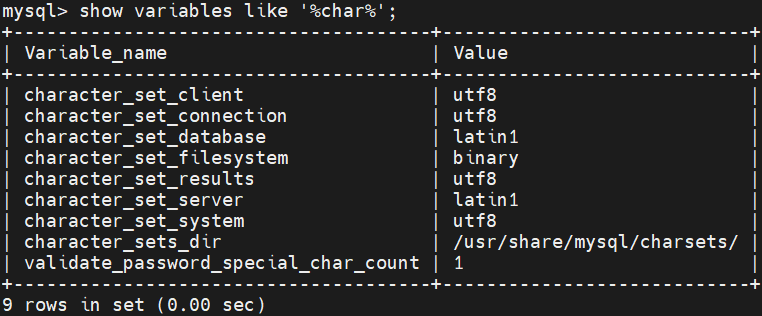 mysql> show variables like '%char%';
+--------------------------------------+----------------------------+
| Variable_name                        | Value                      |
+--------------------------------------+----------------------------+
| character_set_client                 | utf8                       |
| character_set_connection             | utf8                       |
| character_set_database               | latin1                     |
| character_set_filesystem             | binary                     |
| character_set_results                | utf8                       |
| character_set_server                 | latin1                     |
| character_set_system                 | utf8                       |
| character_sets_dir                   | /usr/share/mysql/charsets/ |
| validate_password_special_char_count | 1                          |
+--------------------------------------+----------------------------+
9 rows in set (0.00 sec)